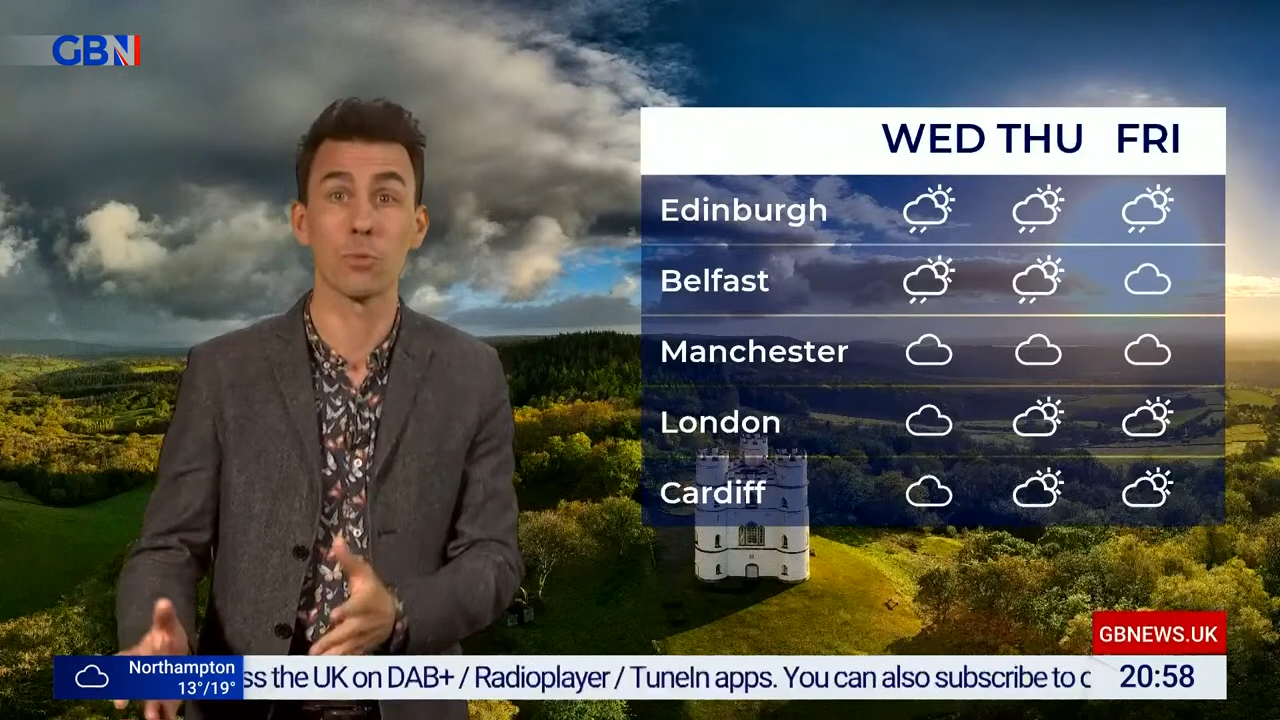 GBN
WED THU FRI
Edinburgh
Belfast
Manchester
London
Cardiff
GBNEWS.UK
Northampton
13°/19°
ss the UK on DAB+ / Radioplayer / TuneIn apps. You can also subscribe to
20:58